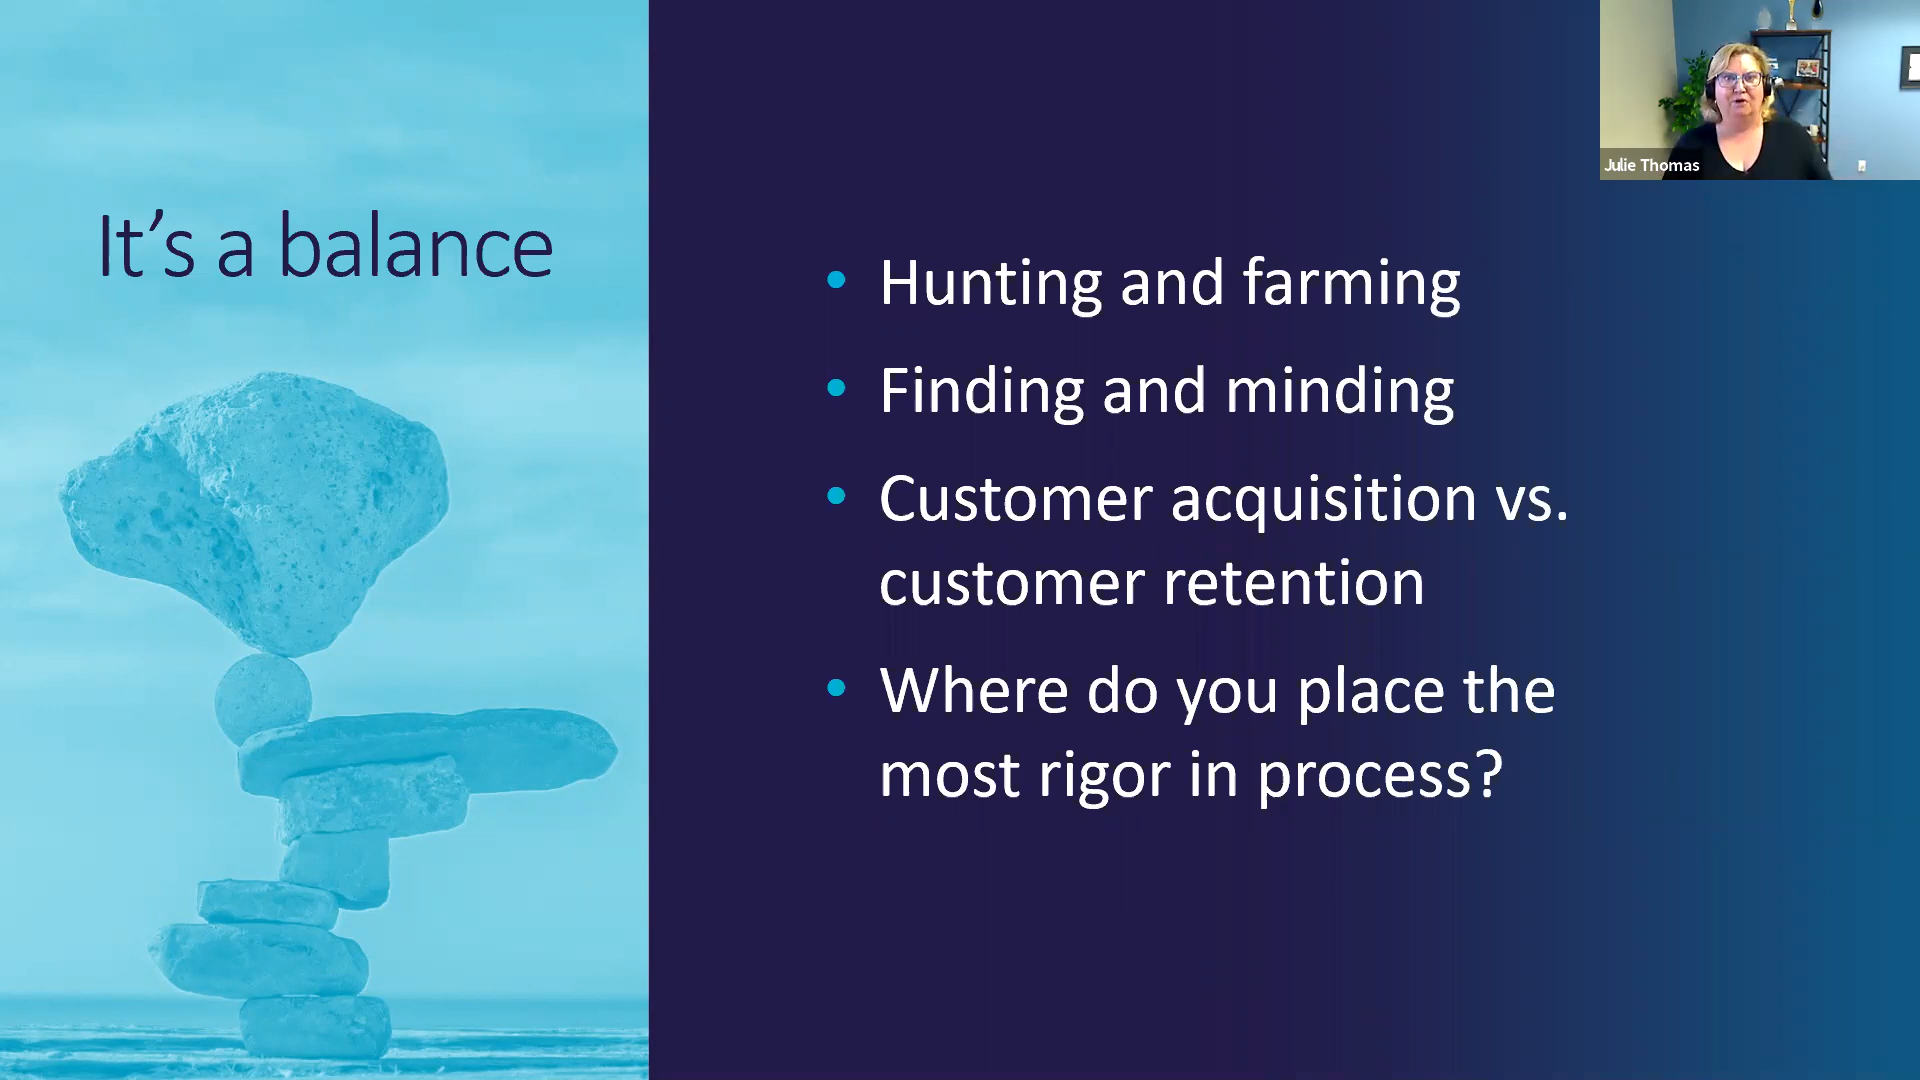 It’s a balance
• Hunting and farming
• Finding and minding
• Customer acquisition vs.
customer retention
• Where do you place the
most rigor in process?
Julie Thomas